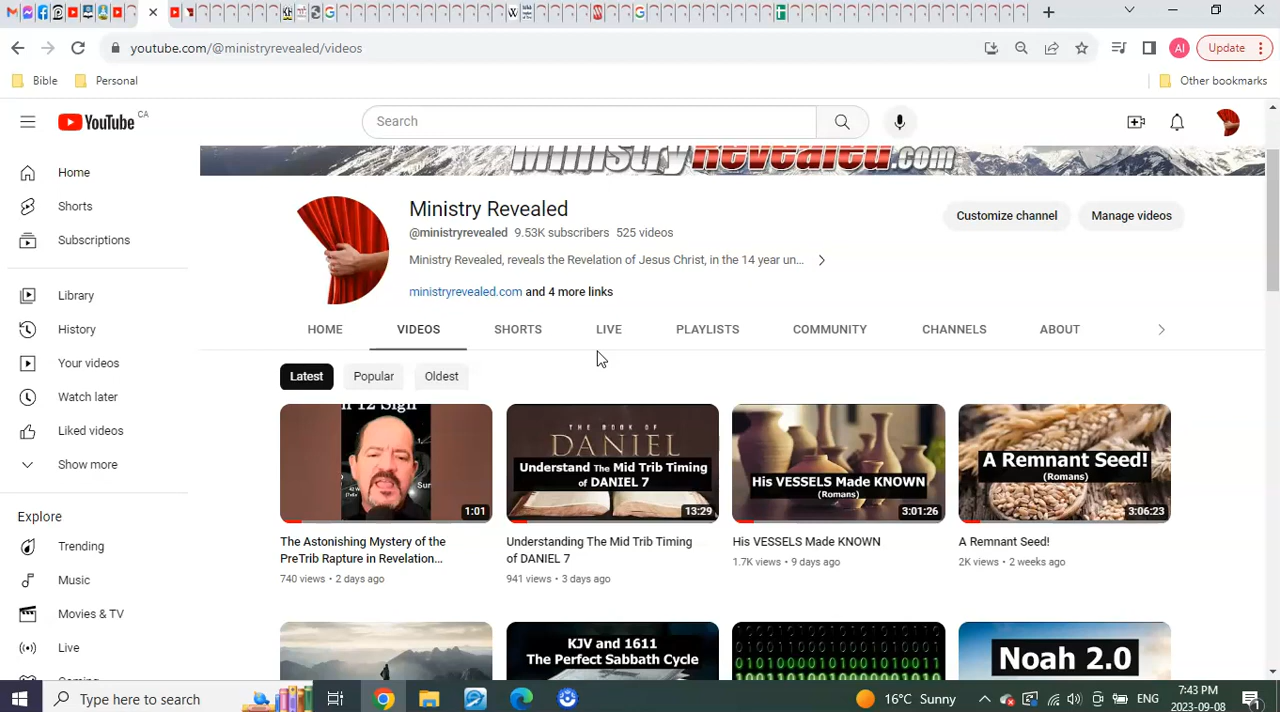 youtube.com/@ministryrevealed/videos
AI
Update
Bible
Personal
Other bookmarks
YouTube CA
Search
MinistryRevealed.com
Home
Shorts
Subscriptions
Library
History
Your videos
Watch later
Liked videos
Show more
Explore
Trending
Music
Movies & TV
Live
Ministry Revealed
@ministryrevealed 9.53K subscribers 525 videos
Ministry Revealed, reveals the Revelation of Jesus Christ, in the 14 year un...
ministryrevealed.com and 4 more links
Customize channel
Manage videos
HOME VIDEOS SHORTS LIVE PLAYLISTS COMMUNITY CHANNELS ABOUT
Latest Popular Oldest
12 Sign
1:01
The Astonishing Mystery of the
PreTrib Rapture in Revelation...
740 views • 2 days ago
THE BOOK OF
DANIEL
Understand The Mid Trib Timing
of DANIEL 7
13:29
Understanding The Mid Trib Timing
of DANIEL 7
941 views • 3 days ago
His VESSELS Made KNOWN
(Romans)
3:01:26
His VESSELS Made KNOWN
1.7K views • 9 days ago
A Remnant Seed!
(Romans)
3:06:23
A Remnant Seed!
2K views • 2 weeks ago
KJV and 1611
The Perfect Sabbath Cycle
Noah 2.0
Type here to search
16°C Sunny
ENG
7:43 PM
2023-09-08